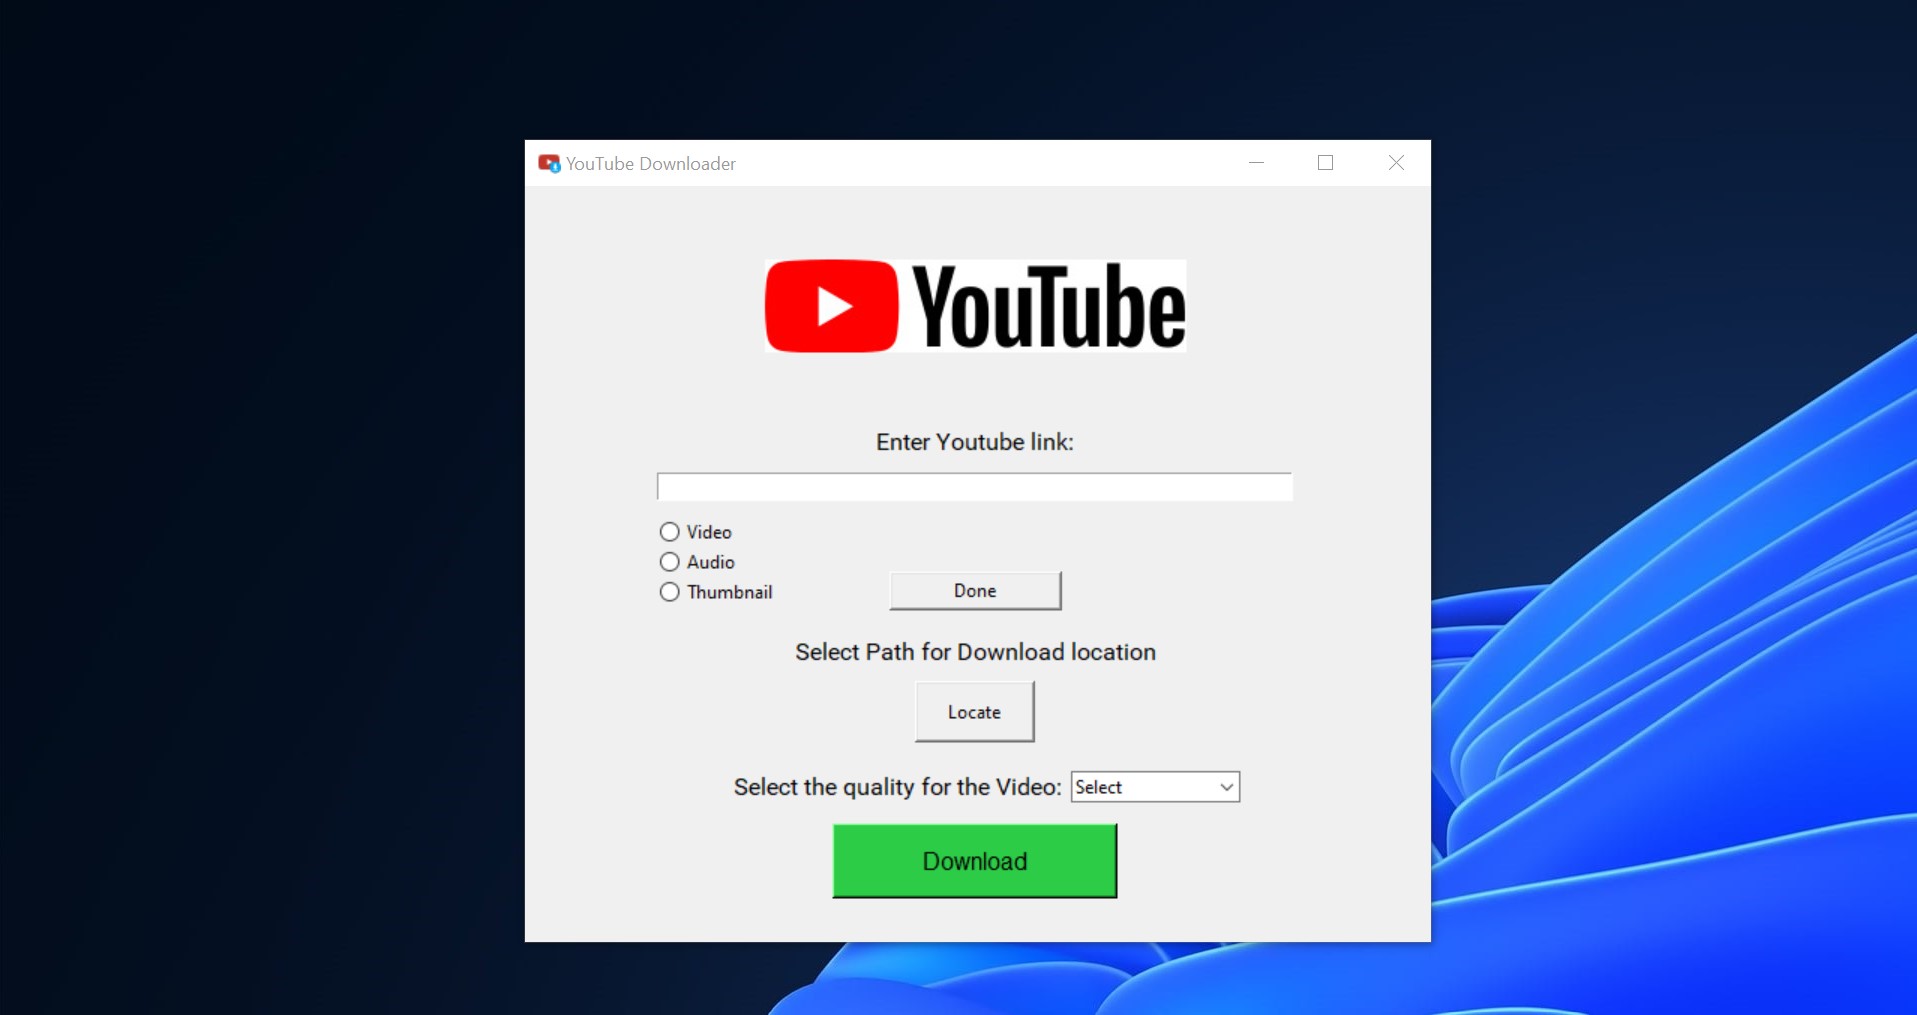 YouTube Downloader
YouTube
Enter Youtube link:
Video
Audio
Thumbnail
Done
Select Path for Download location
Locate
Select the quality for the Video: Select
Download